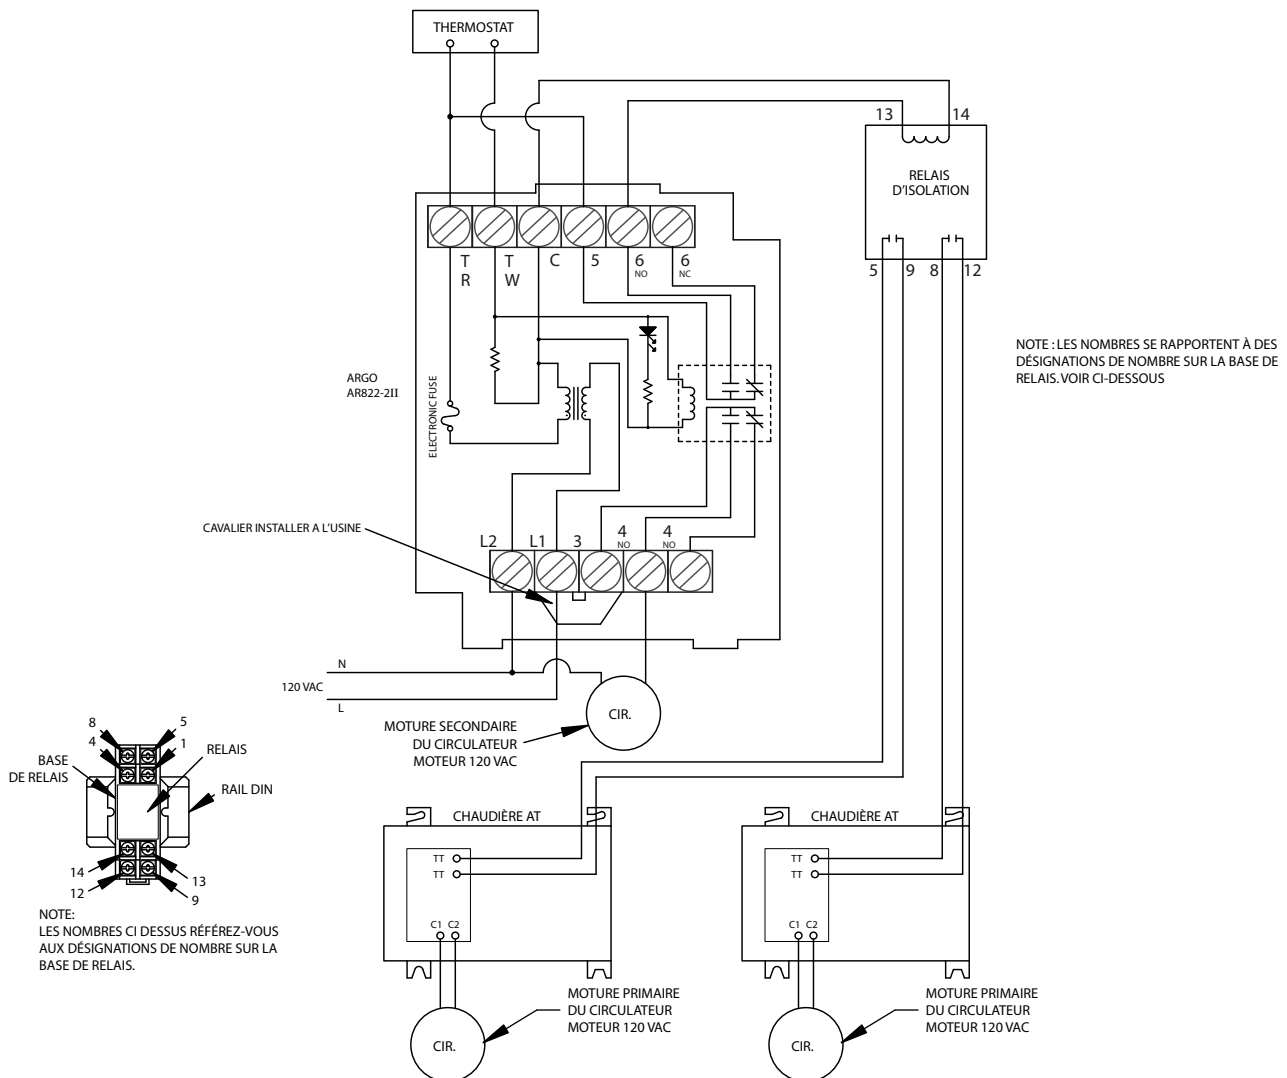 THERMOSTAT
13
14
RELAIS
D'ISOLATION
5
9
8
12
T
R
T
W
C
5
6
NO
6
NC
NOTE : LES NOMBRES SE RAPPORTENT À DES
DÉSIGNATIONS DE NOMBRE SUR LA BASE DE
RELAIS. VOIR CI-DESSOUS
ARGO
AR822-2II
ELECTRONIC FUSE
CAVALIER INSTALLER A L'USINE
L2
L1
3
4
NO
4
NO
N
120 VAC
L
CIR.
MOTURE SECONDAIRE
DU CIRCULATEUR
MOTEUR 120 VAC
8
4
5
1
BASE
DE RELAIS
RELAIS
RAIL DIN
14
12
13
9
NOTE:
LES NOMBRES CI DESSUS RÉFÉREZ-VOUS
AUX DÉSIGNATIONS DE NOMBRE SUR LA
BASE DE RELAIS.
CHAUDIÈRE AT
TT
TT
C1 C2
CIR.
MOTURE PRIMAIRE
DU CIRCULATEUR
MOTEUR 120 VAC
CHAUDIÈRE AT
TT
TT
C1 C2
CIR.
MOTURE PRIMAIRE
DU CIRCULATEUR
MOTEUR 120 VAC